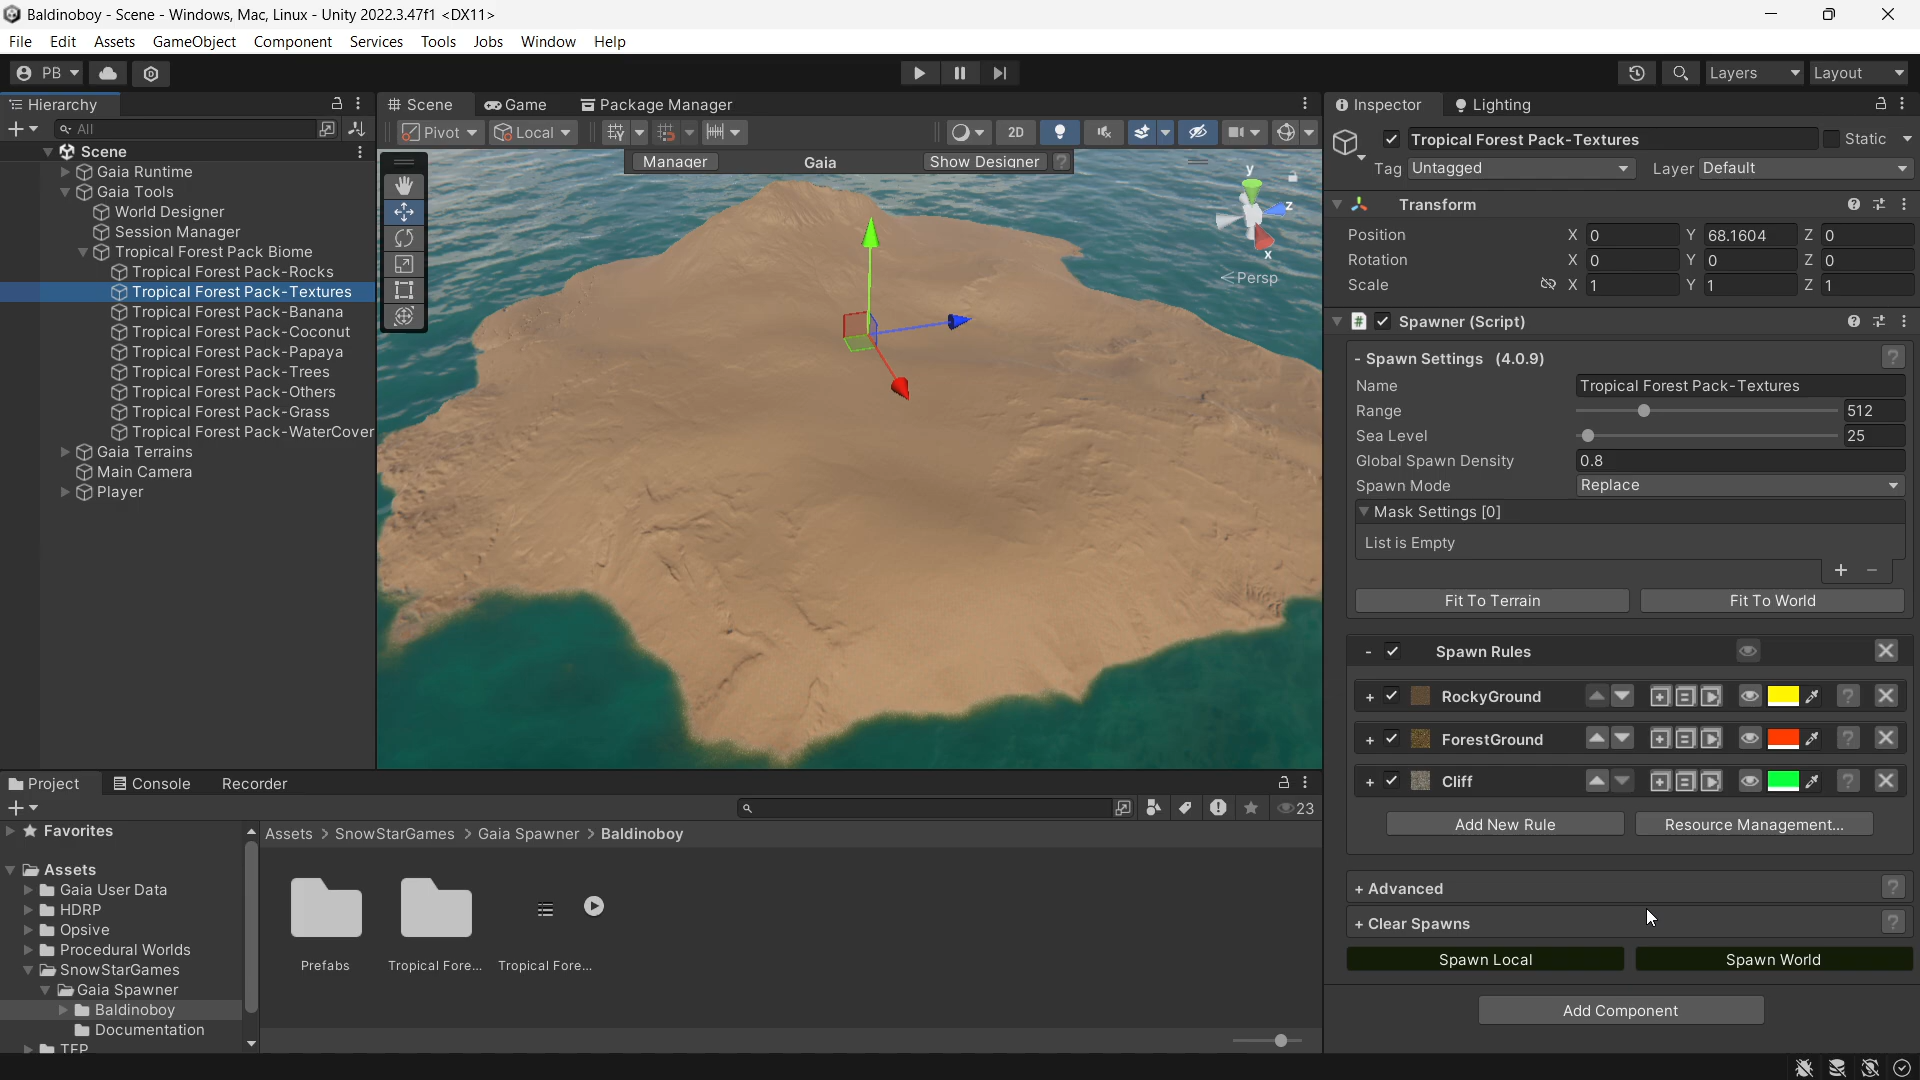 Baldinoboy - Scene - Windows, Mac, Linux - Unity 2022.3.47f1 <DX11>
File Edit Assets GameObject Component Services Tools Jobs Window Help
PB
Layers
Layout
Hierarchy
All
Scene
Gaia Runtime
Gaia Tools
World Designer
Session Manager
Tropical Forest Pack Biome
Tropical Forest Pack-Rocks
Tropical Forest Pack-Textures
Tropical Forest Pack-Banana
Tropical Forest Pack-Coconut
Tropical Forest Pack-Papaya
Tropical Forest Pack-Trees
Tropical Forest Pack-Others
Tropical Forest Pack-Grass
Tropical Forest Pack-WaterCover
Gaia Terrains
Main Camera
Player
Scene
Game
Package Manager
Pivot
Local
2D
Manager
Gaia
Show Designer
?
y
z
x
Persp
Inspector
Lighting
Tropical Forest Pack-Textures
Static
Tag Untagged
Layer Default
Transform
Position X 0 Y 68.1604 Z 0
Rotation X 0 Y 0 Z 0
Scale X 1 Y 1 Z 1
# Spawner (Script)
- Spawn Settings (4.0.9) ?
Name Tropical Forest Pack-Textures
Range 512
Sea Level 25
Global Spawn Density 0.8
Spawn Mode Replace
Mask Settings [0]
List is Empty
+ -
Fit To Terrain
Fit To World
- Spawn Rules
+ RockyGround ?
+ ForestGround ?
+ Cliff ?
Add New Rule
Resource Management...
+ Advanced ?
+ Clear Spawns ?
Spawn Local
Spawn World
Add Component
Project
Console
Recorder
23
Favorites
Assets
Gaia User Data
HDRP
Opsive
Procedural Worlds
SnowStarGames
Gaia Spawner
Baldinoboy
Documentation
TFP
Assets > SnowStarGames > Gaia Spawner > Baldinoboy
Prefabs
Tropical Fore...
Tropical Fore...